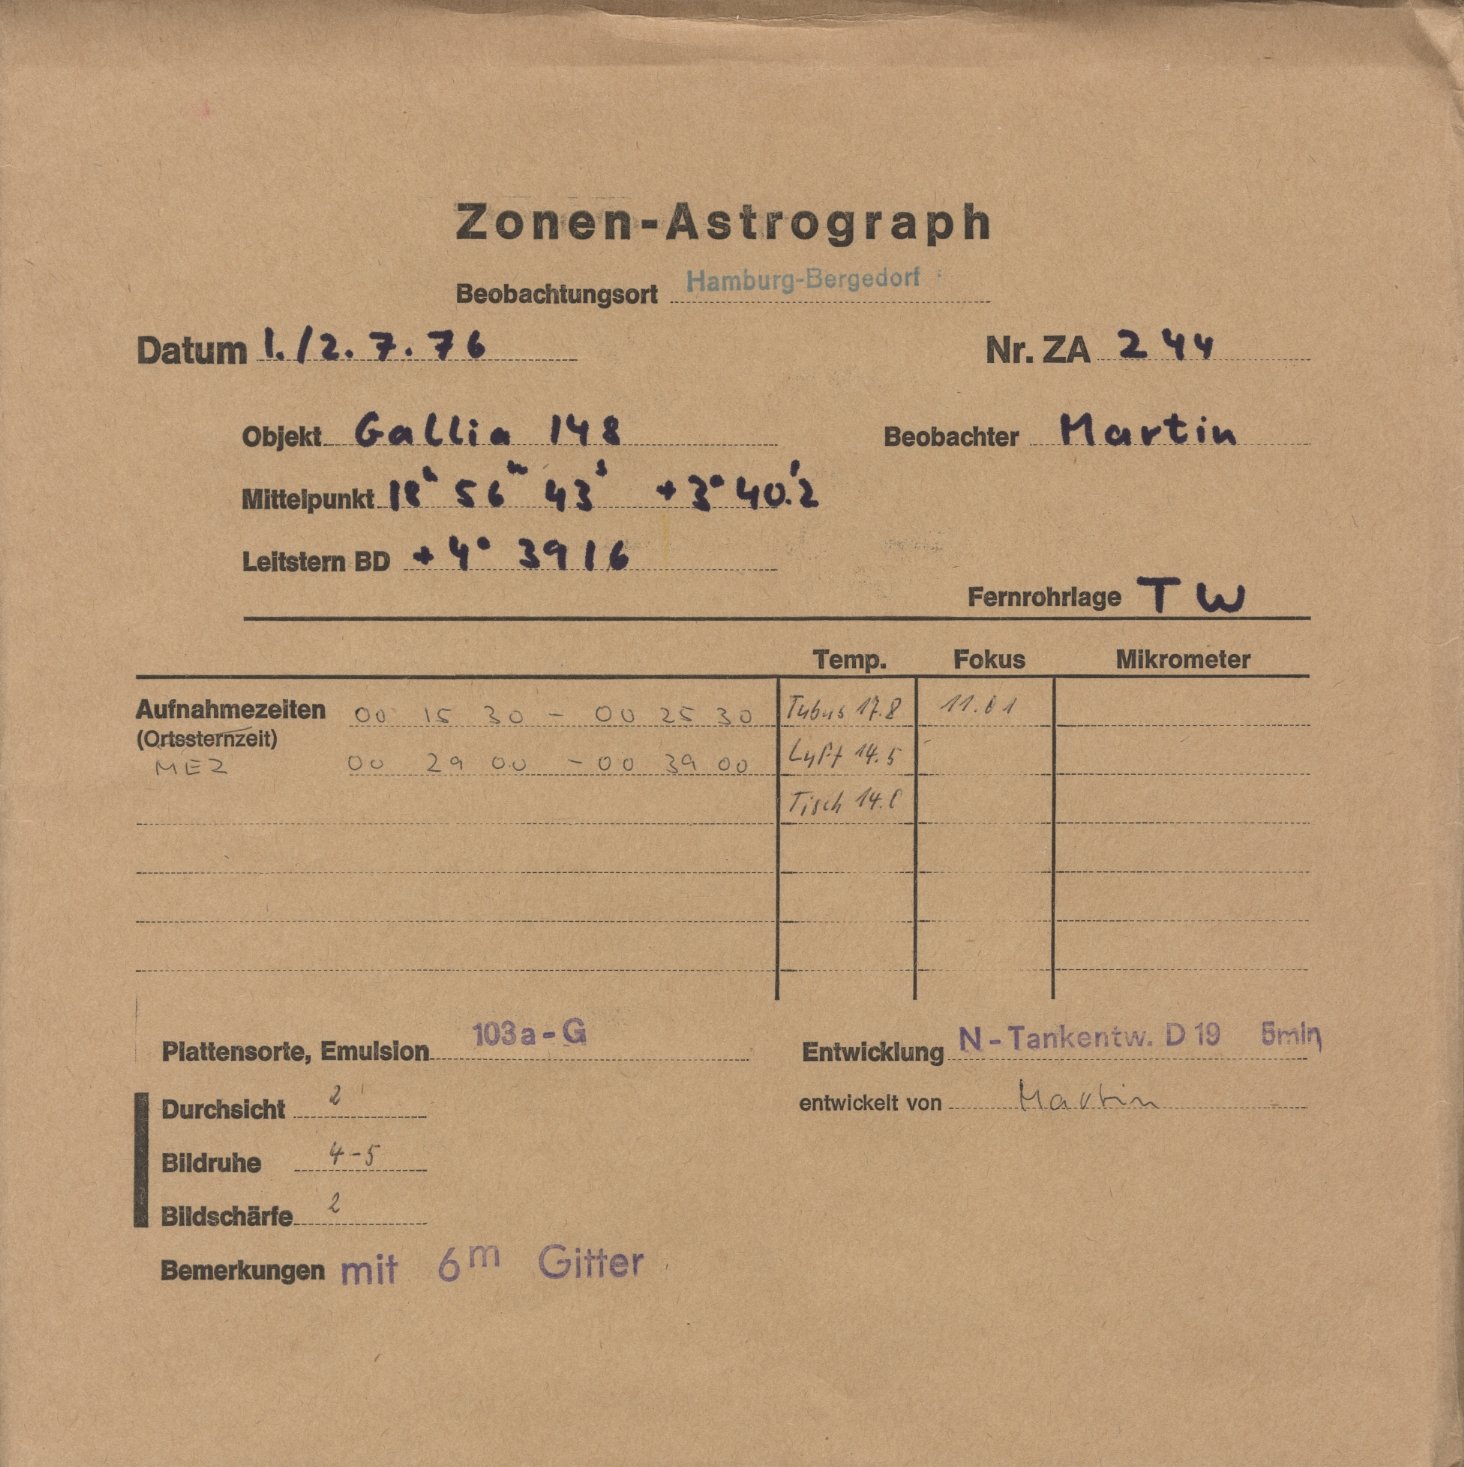 Zonen-Astrograph
Beobachtungsort Hamburg-Bergedorf
Datum 1./2.7.76 Nr. ZA 244
Objekt Gallia 148 Beobachter Martin
Mittelpunkt 18h 56m 43s +3° 40.'2
Leitstern BD +4° 3916
Fernrohrlage TW
Temp. Fokus Mikrometer
Aufnahmezeiten 00 15 30 - 00 25 30 Tubus 17.8 11.01
(Ortssternzeit)
MEZ 00 29 00 - 00 39 00 Luft 14.5
Tisch
Plattensorte, Emulsion 103a-G Entwicklung N-Tankentw. D 19 5min
Durchsicht 2 entwickelt von Martin
Bildruhe 4-5
Bildschärfe 2
Bemerkungen mit 6m Gitter